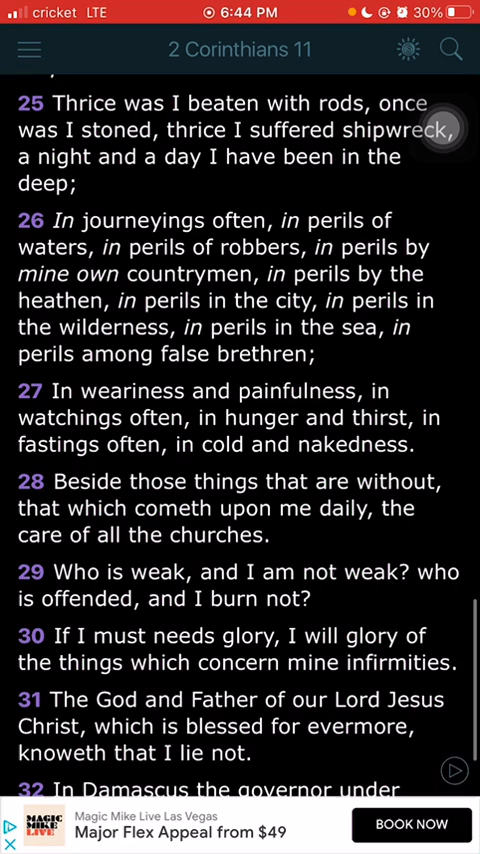 cricket LTE 6:44 PM 30%
2 Corinthians 11
25 Thrice was I beaten with rods, once
was I stoned, thrice I suffered shipwreck,
a night and a day I have been in the
deep;
26 In journeyings often, in perils of
waters, in perils of robbers, in perils by
mine own countrymen, in perils by the
heathen, in perils in the city, in perils in
the wilderness, in perils in the sea, in
perils among false brethren;
27 In weariness and painfulness, in
watchings often, in hunger and thirst, in
fastings often, in cold and nakedness.
28 Beside those things that are without,
that which cometh upon me daily, the
care of all the churches.
29 Who is weak, and I am not weak? who
is offended, and I burn not?
30 If I must needs glory, I will glory of
the things which concern mine infirmities.
31 The God and Father of our Lord Jesus
Christ, which is blessed for evermore,
knoweth that I lie not.
32 In Damascus the governor under
MAGIC
MIKE
LIVE
Magic Mike Live Las Vegas
Major Flex Appeal from $49
BOOK NOW